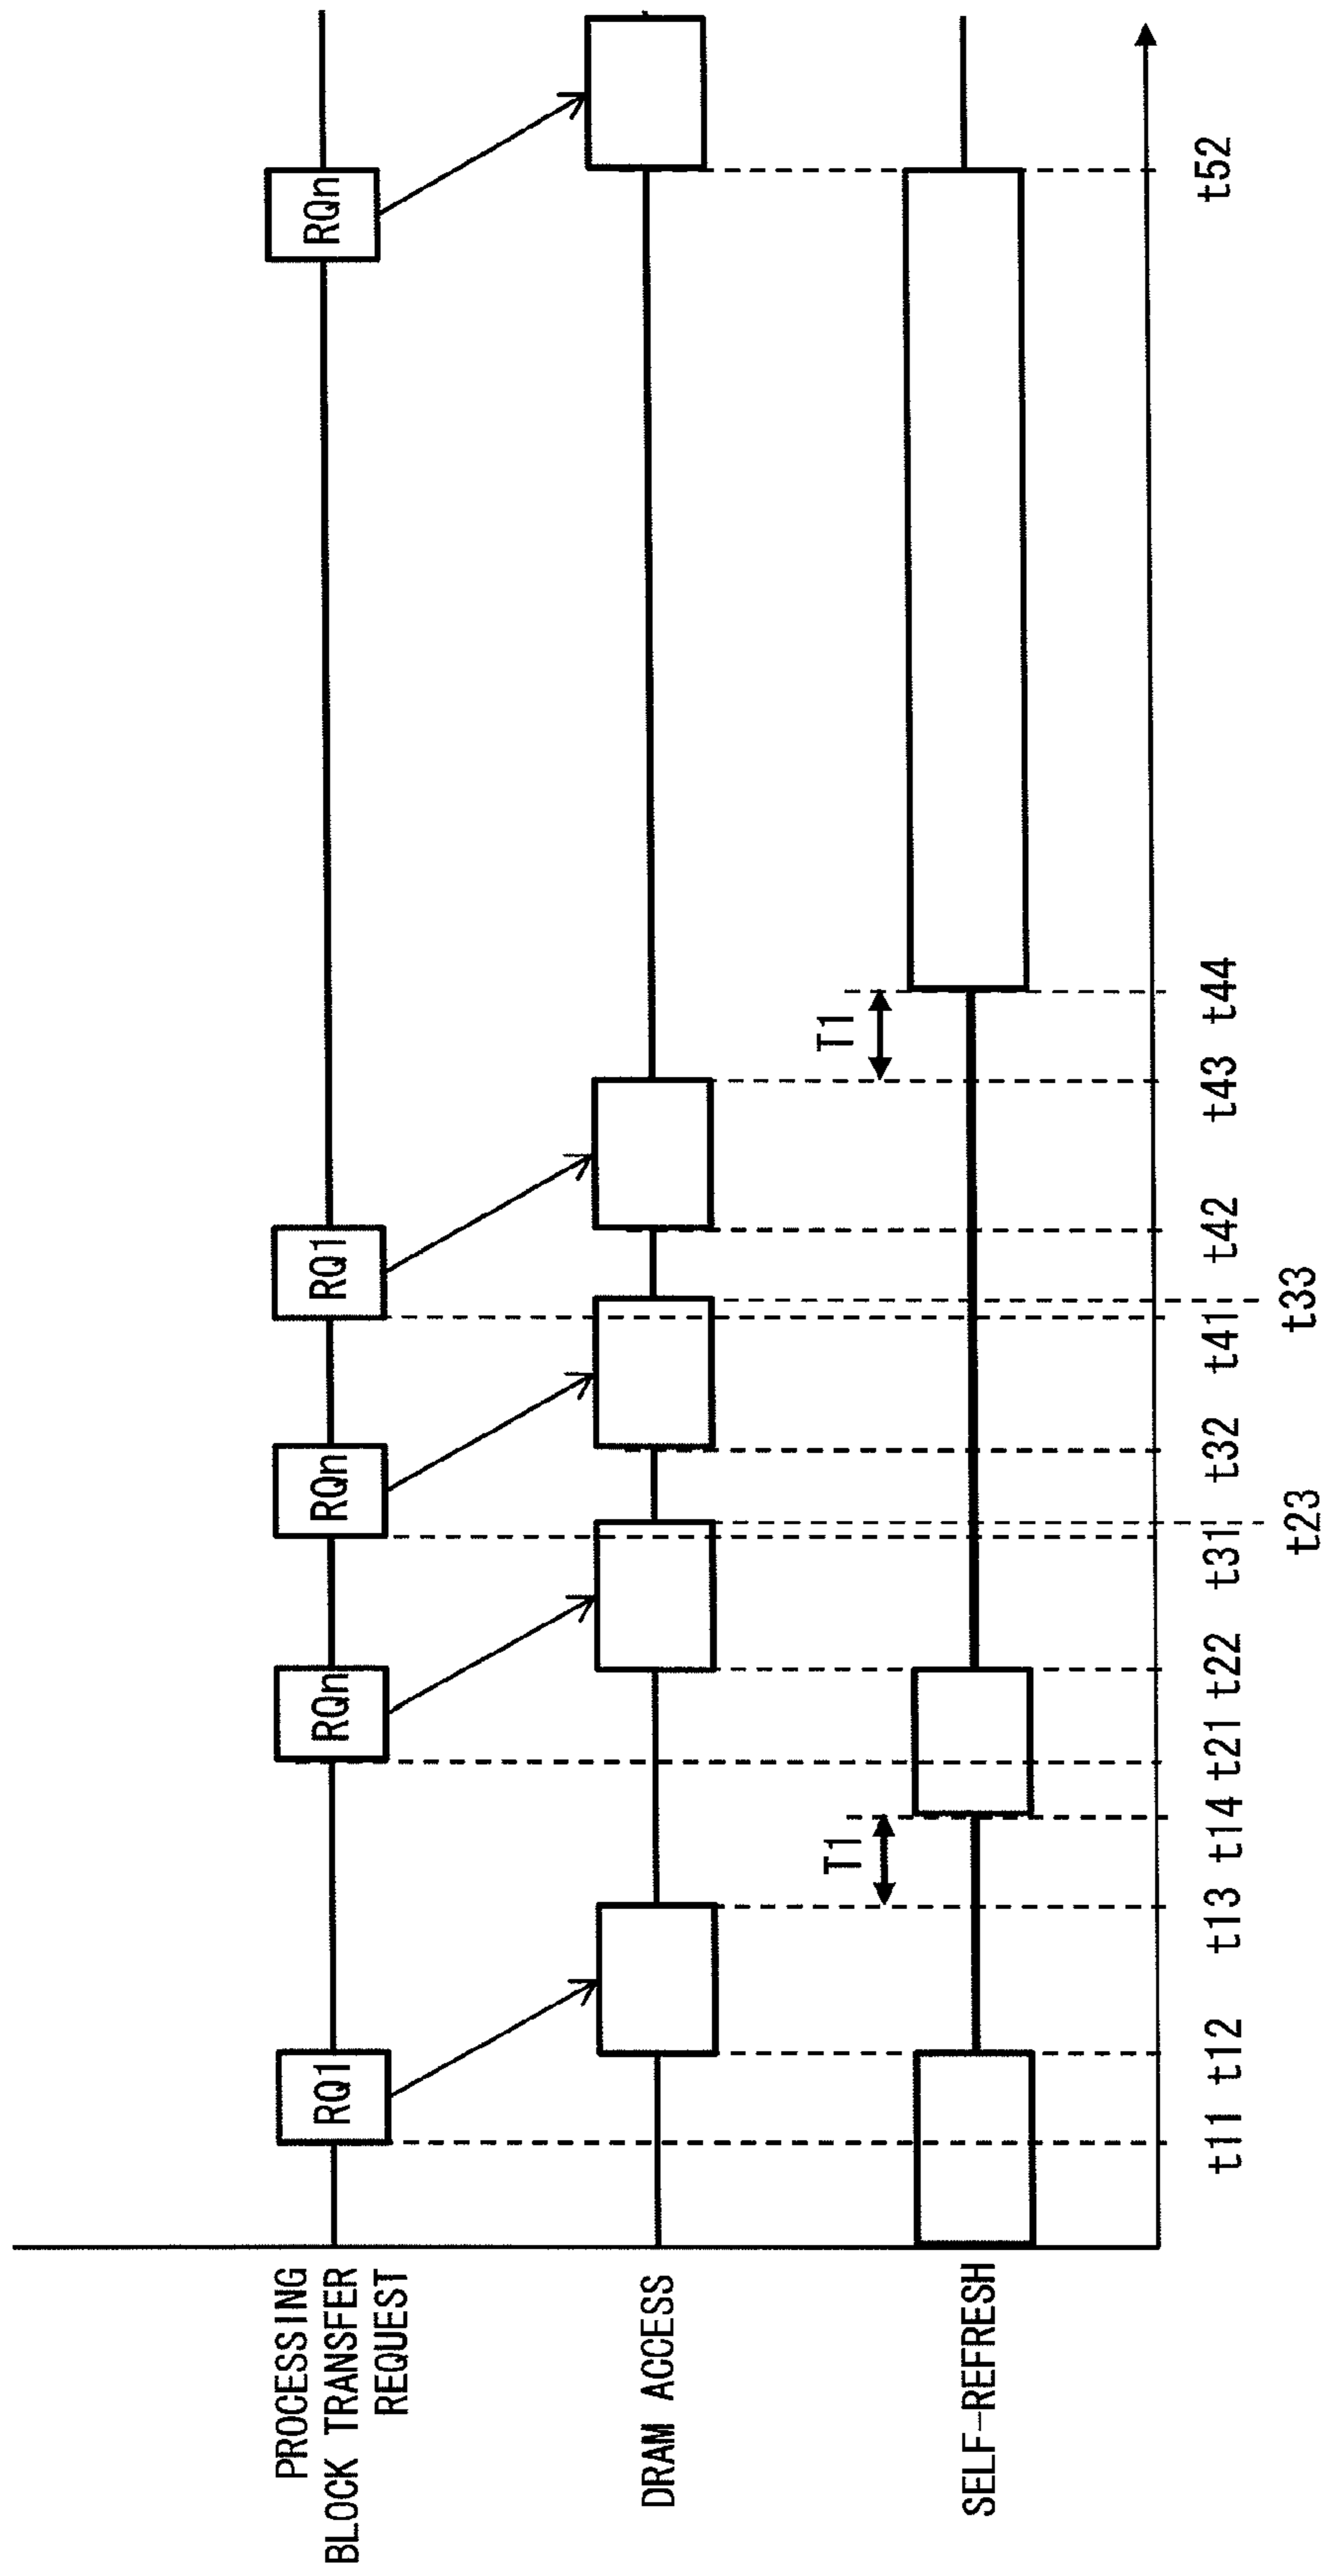 PROCESSING
BLOCK TRANSFER
REQUEST
RQ1
RQn
RQn
RQ1
RQn
DRAM ACCESS
T1
T1
SELF-REFRESH
t11
t12
t13
t14
t21
t22
t31
t32
t41
t42
t43
t44
t52
t23
t33